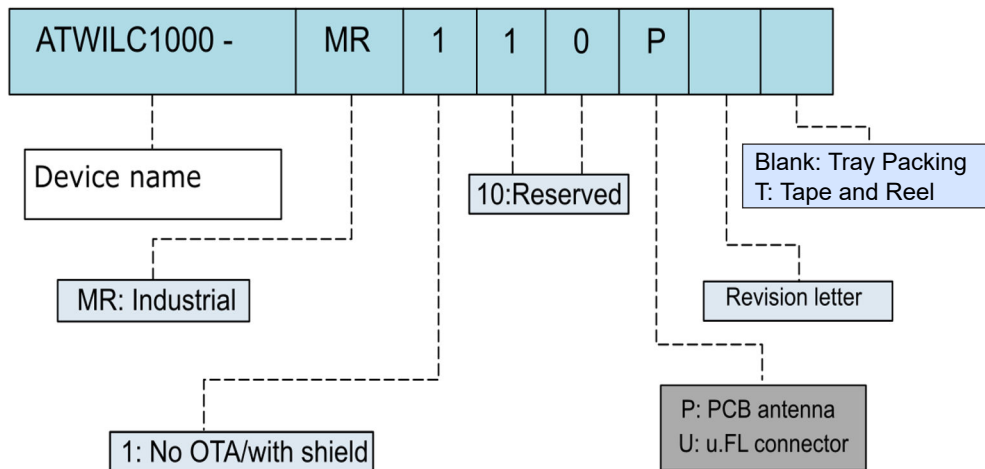 ATWILC1000 - MR 1 1 0 P
Device name
10:Reserved
Blank: Tray Packing
T: Tape and Reel
MR: Industrial
Revision letter
P: PCB antenna
U: u.FL connector
1: No OTA/with shield